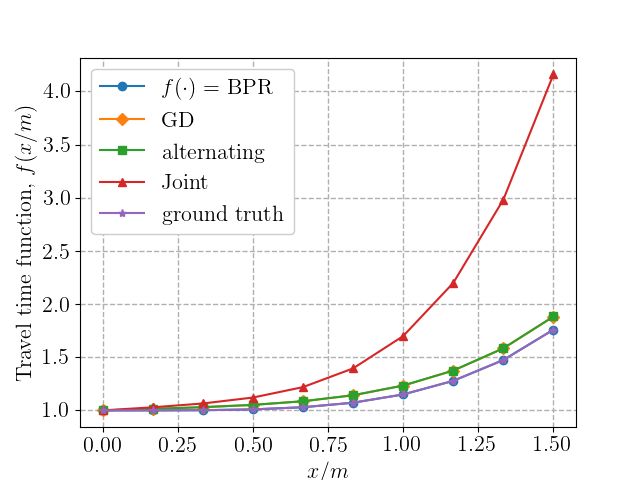 f(·) = BPR
GD
alternating
Joint
ground truth
Travel time function, f(x/m)
4.0
3.5
3.0
2.5
2.0
1.5
1.0
0.00 0.25 0.50 0.75 1.00 1.25 1.50
x/m